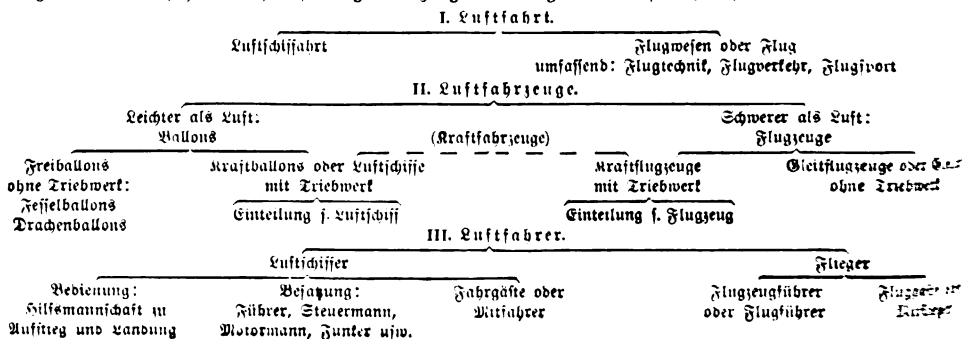 I. Luftfahrt.
Luftschiffahrt
Flugwesen oder Flug
umfassend: Flugtechnik, Flugverkehr, Flugsport
II. Luftfahrzeuge.
Leichter als Luft:
Ballons
(Kraftfahrzeuge)
Schwerer als Luft:
Flugzeuge
Freiballons
ohne Triebwerk:
Fesselballons
Drachenballons
Kraftballons oder Luftschiffe
mit Triebwerk
Einteilung s. Luftschiff
Kraftflugzeuge
mit Triebwerk
Einteilung s. Flugzeug
Gleitflugzeuge oder
ohne Triebwerk
III. Luftfahrer.
Luftschiffer
Flieger
Bedienung:
Hilfsmannschaft zu
Aufstieg und Landung
Besatzung:
Führer, Steuermann,
Motormann, Funker usw.
Fahrgäste oder
Mitfahrer
Flugzeugführer
oder Flugführer